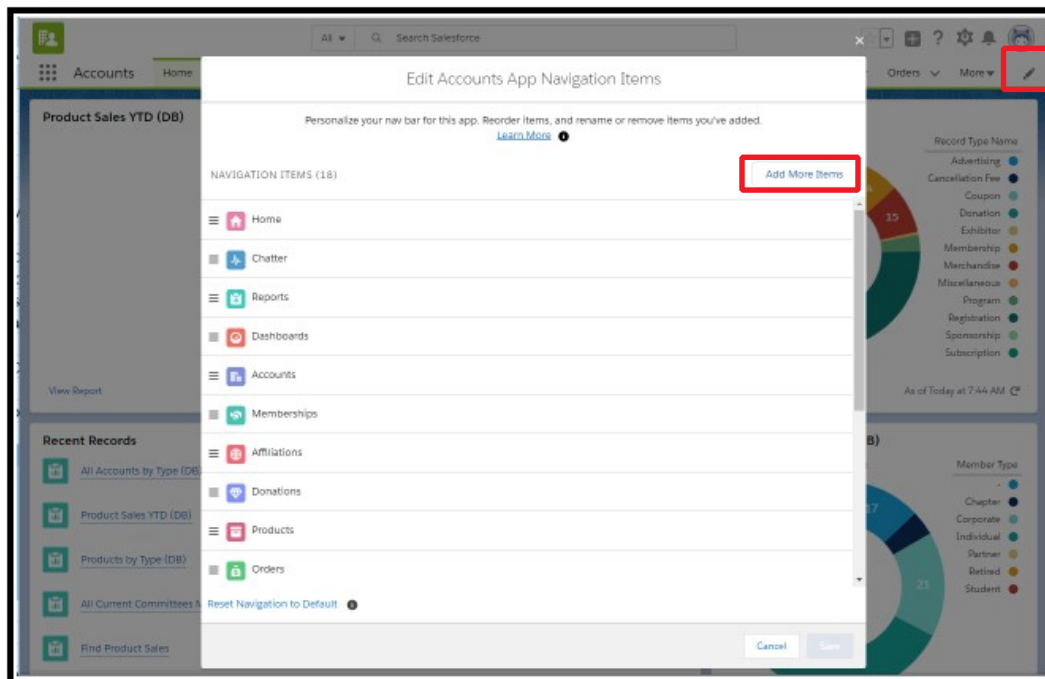 All
Search Salesforce
Accounts
Home
Orders
More
Edit Accounts App Navigation Items
Personalize your nav bar for this app. Reorder items, and rename or remove items you've added.
Learn More
NAVIGATION ITEMS (18)
Add More Items
Home
Chatter
Reports
Dashboards
Accounts
Memberships
Affiliations
Donations
Products
Orders
Reset Navigation to Default
Cancel
Save
Product Sales YTD (DB)
View Report
Record Type Name
Advertising
Cancellation Fee
Coupon
Donation
Exhibitor
Membership
Merchandise
Miscellaneous
Program
Registration
Sponsorship
Subscription
15
As of Today at 7:44 AM
Recent Records
All Accounts by Type (DB)
Product Sales YTD (DB)
Products by Type (DB)
All Current Committees
Find Product Sales
B)
Member Type
-
Chapter
Corporate
Individual
Partner
Retired
Student
17
21